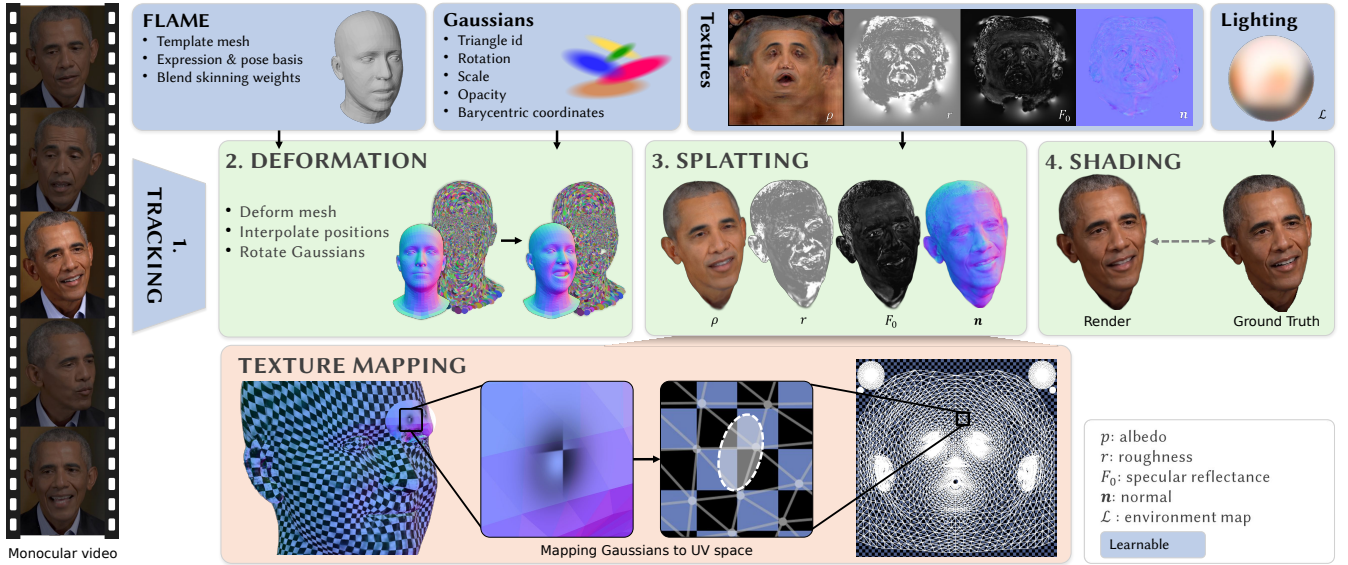 FLAME
• Template mesh
• Expression & pose basis
• Blend skinning weights
Gaussians
• Triangle id
• Rotation
• Scale
• Opacity
• Barycentric coordinates
Textures
ρ
r
F₀
n
Lighting
ℒ
1. TRACKING
2. DEFORMATION
• Deform mesh
• Interpolate positions
• Rotate Gaussians
3. SPLATTING
ρ
r
F₀
n
4. SHADING
Render
Ground Truth
TEXTURE MAPPING
Mapping Gaussians to UV space
Monocular video
p: albedo
r: roughness
F₀: specular reflectance
n: normal
ℒ : environment map
Learnable